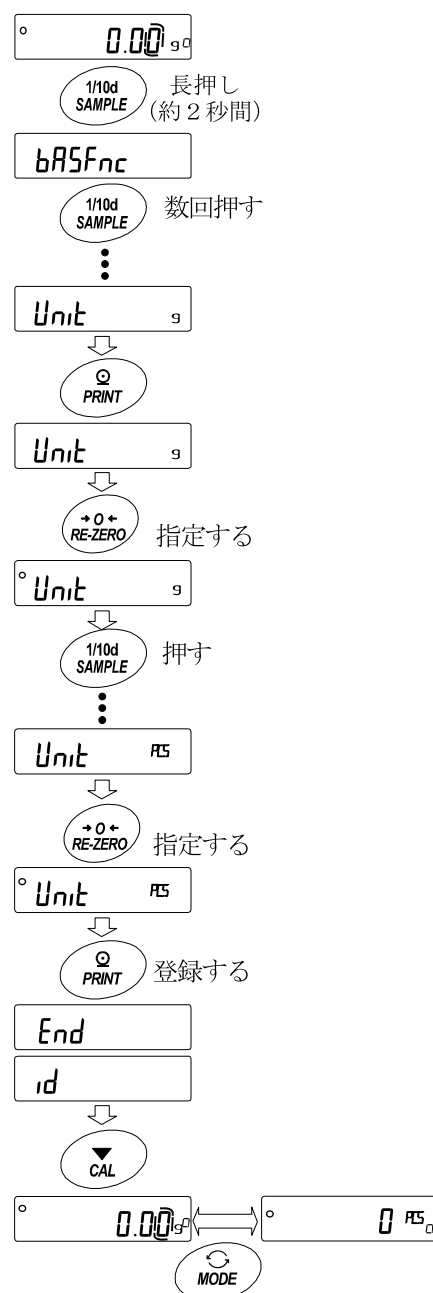 0.00 g
1/10d
SAMPLE
長押し
(約２秒間)
bASFnc
1/10d
SAMPLE
数回押す
Unit g
PRINT
Unit g
→0←
RE-ZERO
指定する
Unit g
1/10d
SAMPLE
押す
Unit PCS
→0←
RE-ZERO
指定する
Unit PCS
PRINT
登録する
End
id
CAL
0.00 g
0 PCS
MODE